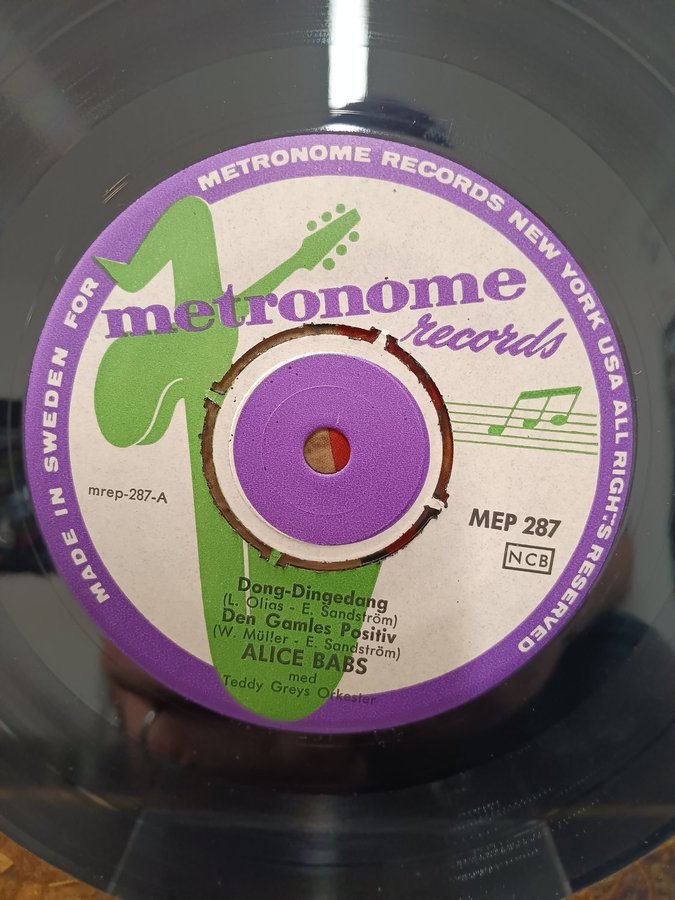 MADE IN SWEDEN FOR METRONOME RECORDS NEW YORK USA ALL RIGHTS RESERVED
metronome
records
mrep-287-A
MEP 287
NCB
Dong-Dingedang
(L. Olias - E. Sandström)
Den Gamles Positiv
(W. Müller - E. Sandström)
ALICE BABS
med
Teddy Greys Orkester